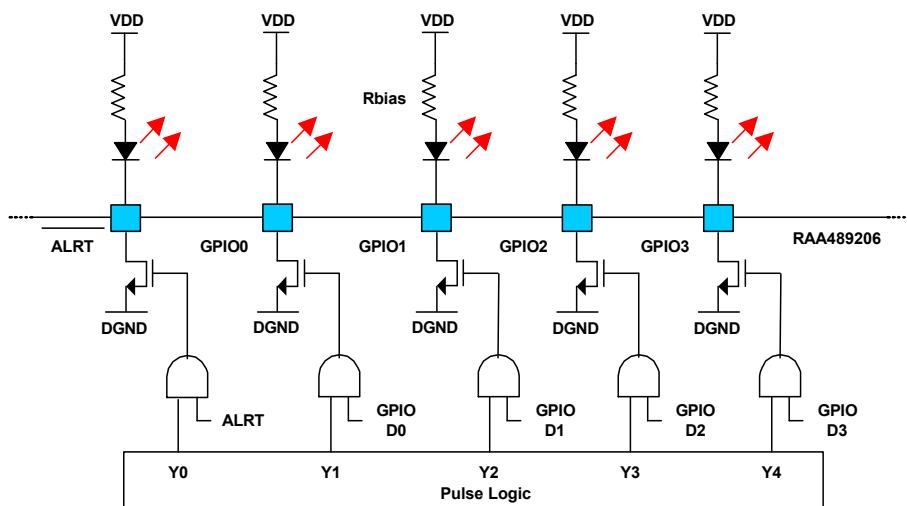 VDD VDD VDD VDD VDD
Rbias
ALRT GPIO0 GPIO1 GPIO2 GPIO3 RAA489206
DGND DGND DGND DGND DGND
ALRT GPIO D0 GPIO D1 GPIO D2 GPIO D3
Y0 Y1 Y2 Y3 Y4
Pulse Logic